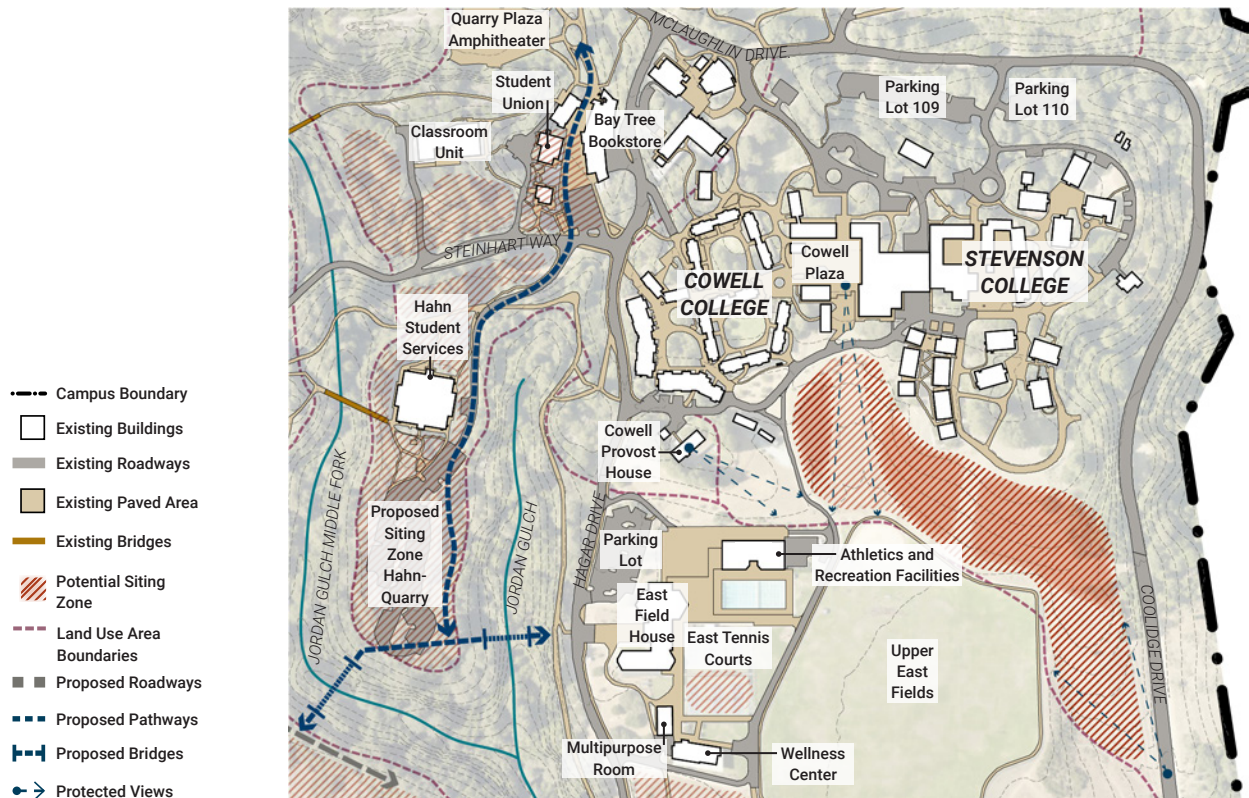 Quarry Plaza
Amphitheater
MCLAUGHLIN DRIVE
Student
Union
Classroom
Unit
Bay Tree
Bookstore
Parking
Lot 109
Parking
Lot 110
STEINHART WAY
Cowell
Plaza
COWELL
COLLEGE
STEVENSON
COLLEGE
Hahn
Student
Services
Cowell
Provost
House
JORDAN GULCH MIDDLE FORK
Proposed
Siting
Zone
Hahn-
Quarry
JORDAN GULCH
HAGAR DRIVE
Parking
Lot
Athletics and
Recreation Facilities
East
Field
House
East Tennis
Courts
Upper
East
Fields
COOLIDGE DRIVE
Multipurpose
Room
Wellness
Center
Campus Boundary
Existing Buildings
Existing Roadways
Existing Paved Area
Existing Bridges
Potential Siting
Zone
Land Use Area
Boundaries
Proposed Roadways
Proposed Pathways
Proposed Bridges
Protected Views